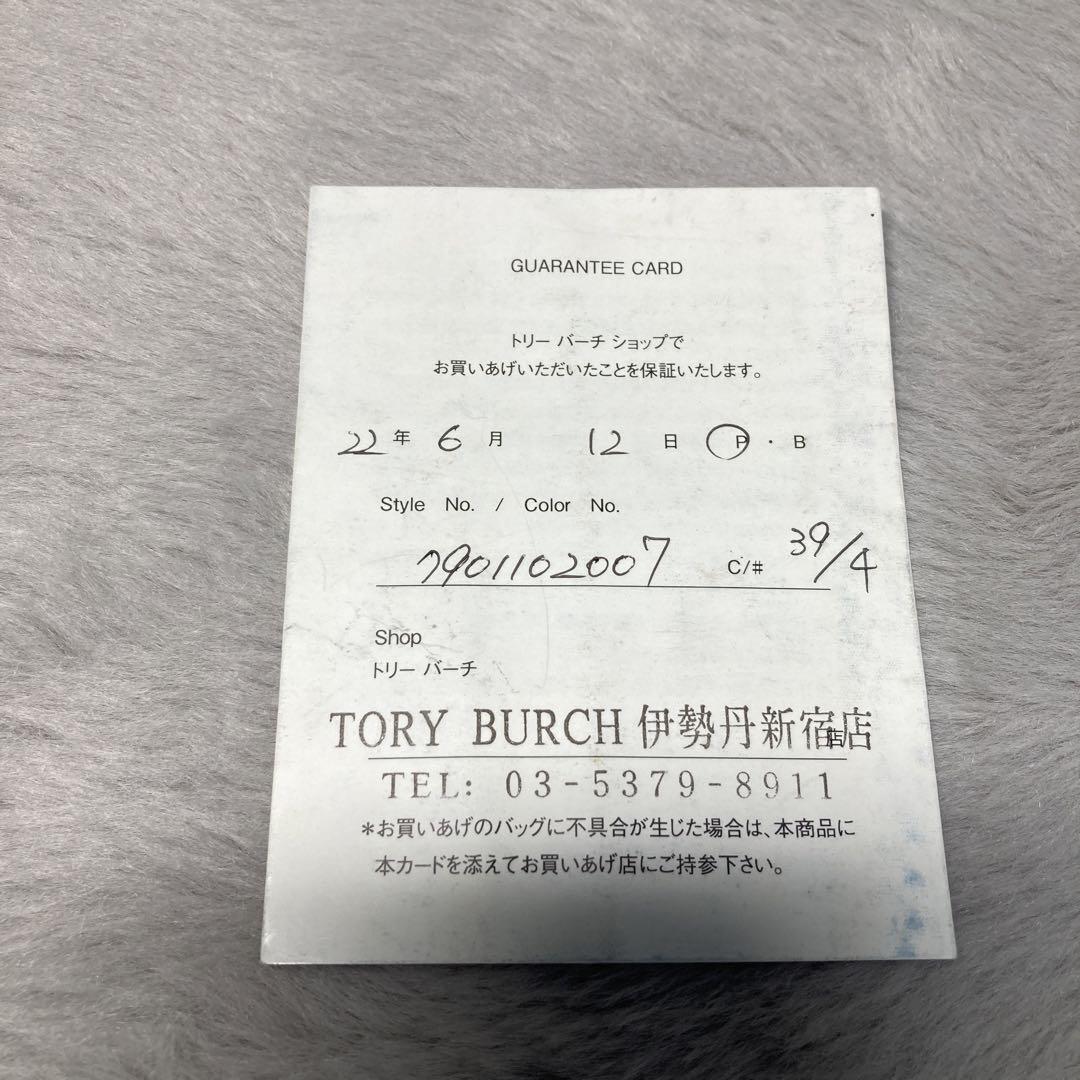 GUARANTEE CARD
トリー バーチ ショップで
お買いあげいただいたことを保証いたします。
22年 6月 12日 P・B
Style No. / Color No.
7901102007 C/# 39/4
Shop
トリー バーチ
TORY BURCH 伊勢丹新宿店
店
TEL: 03-5379-8911
*お買いあげのバッグに不具合が生じた場合は、本商品に
本カードを添えてお買いあげ店にご持参下さい。